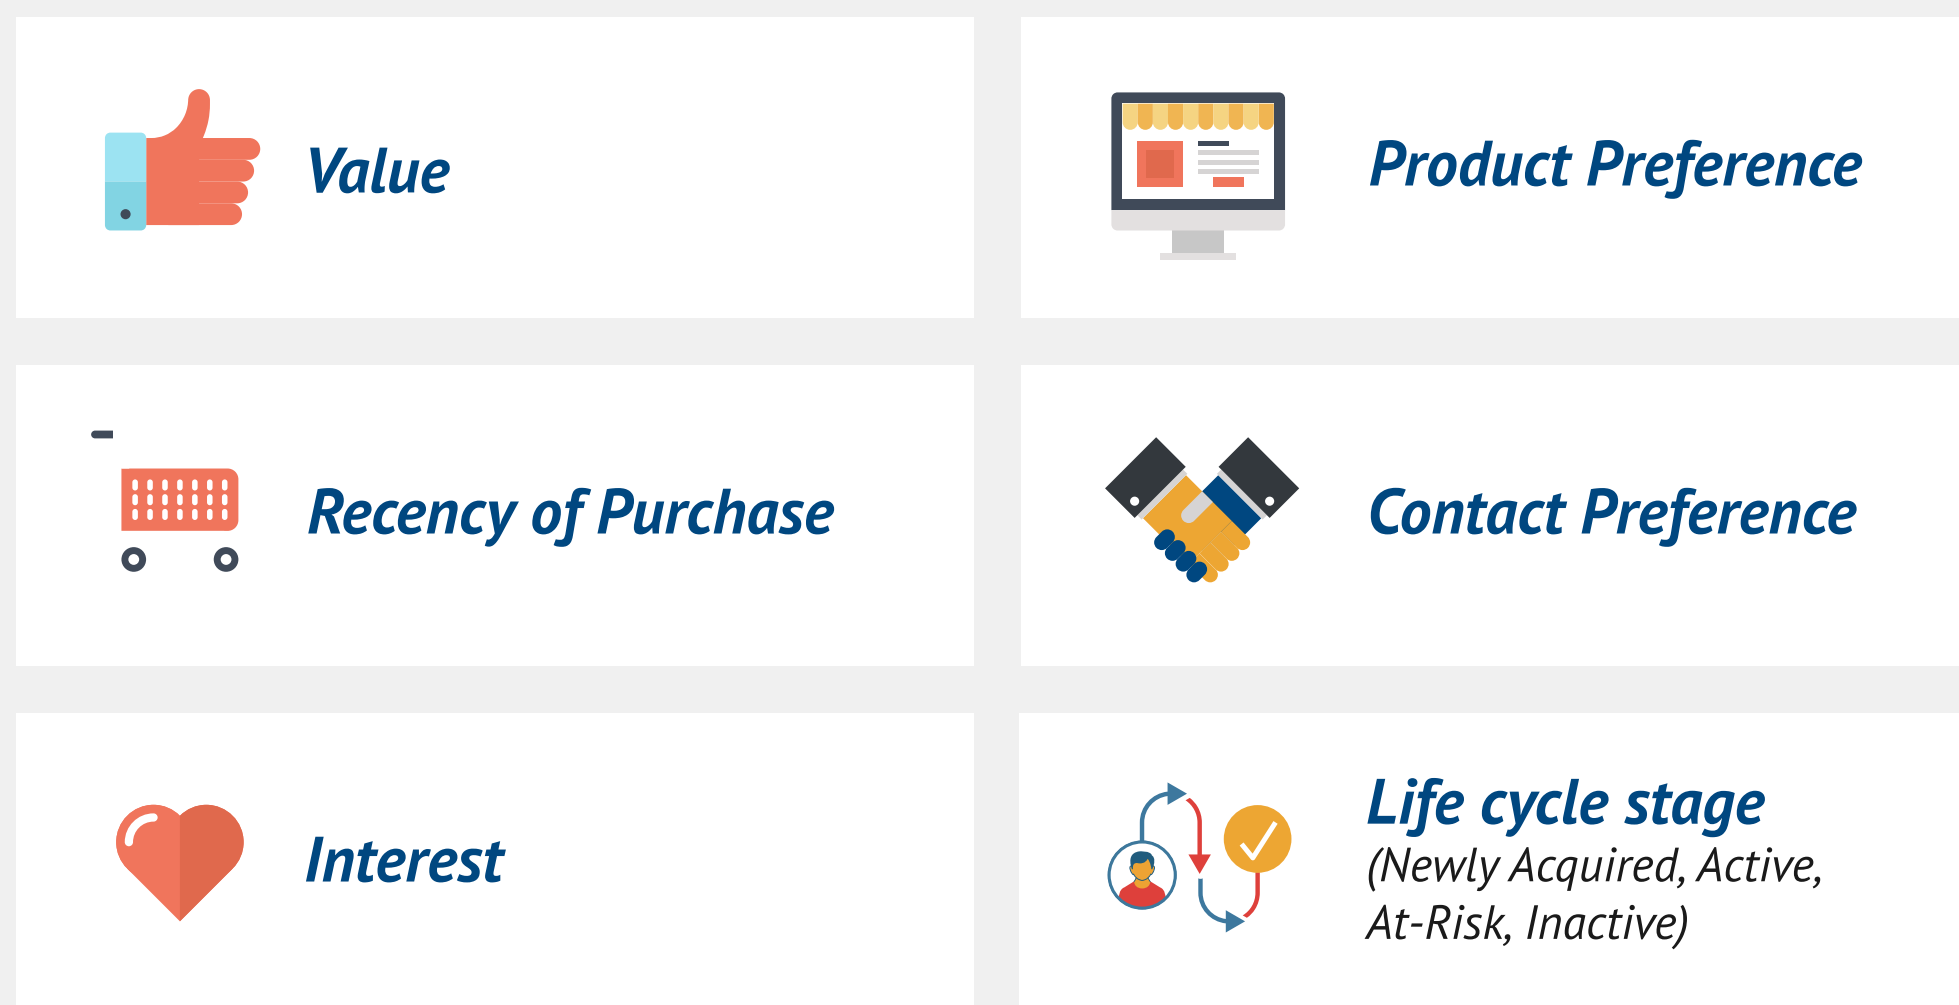 Value
Product Preference
Recency of Purchase
Contact Preference
Interest
Life cycle stage
(Newly Acquired, Active,
At-Risk, Inactive)